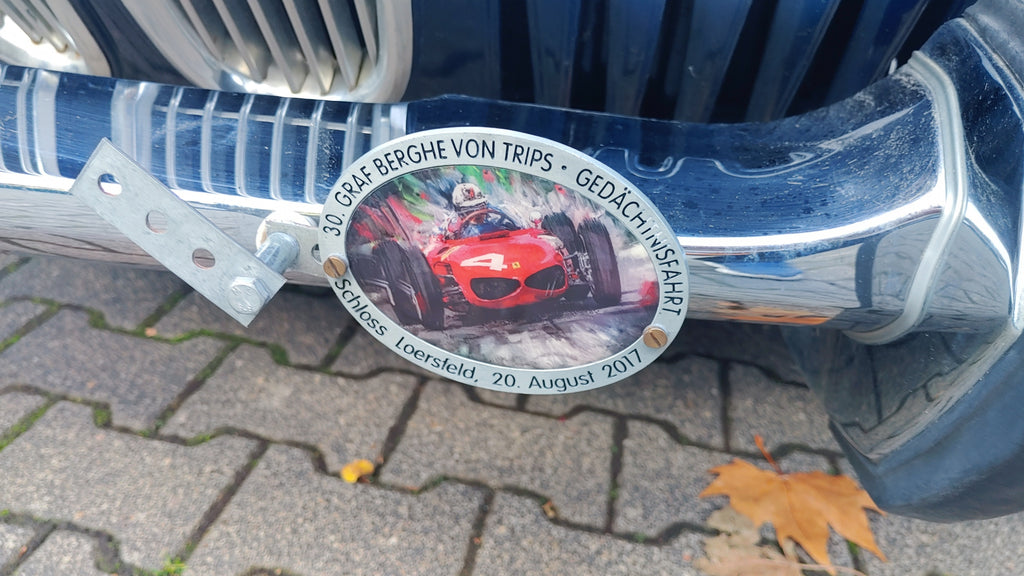 30. GRAF BERGHE VON TRIPS • GEDÄCHTNISFAHRT
4
Schloss Loersfeld, 20. August 2017